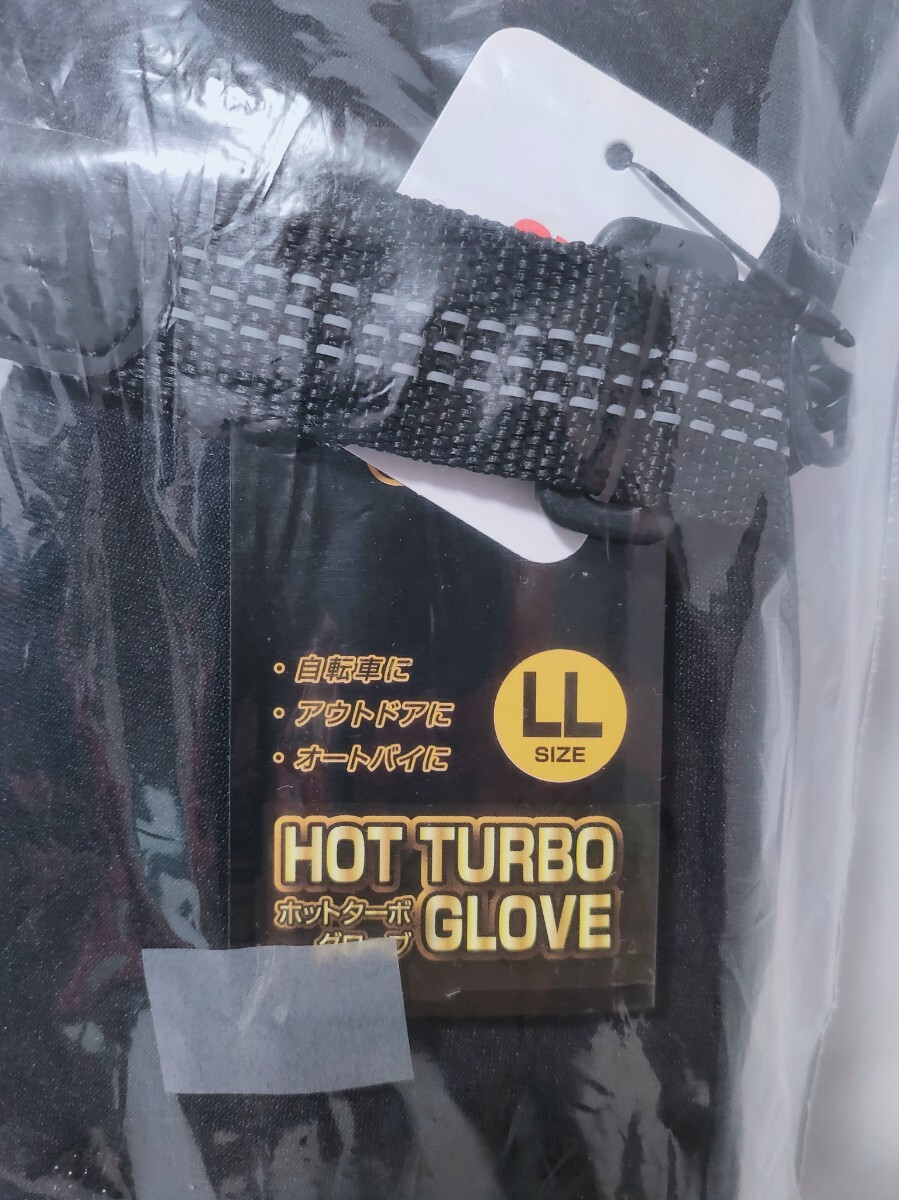 ・自転車に
・アウトドアに
・オートバイに
LL
SIZE
HOT TURBO
ホットターボ
グローブ
GLOVE